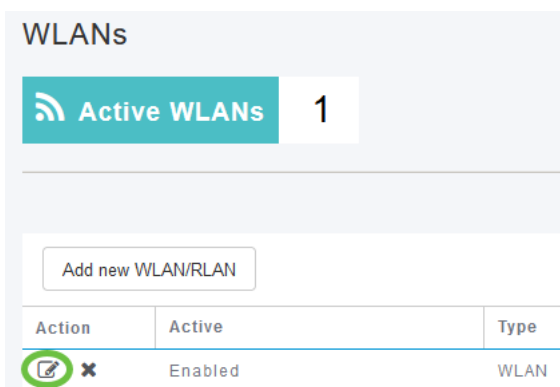 WLANs
Active WLANs 1
Add new WLAN/RLAN
Action Active Type
Enabled WLAN